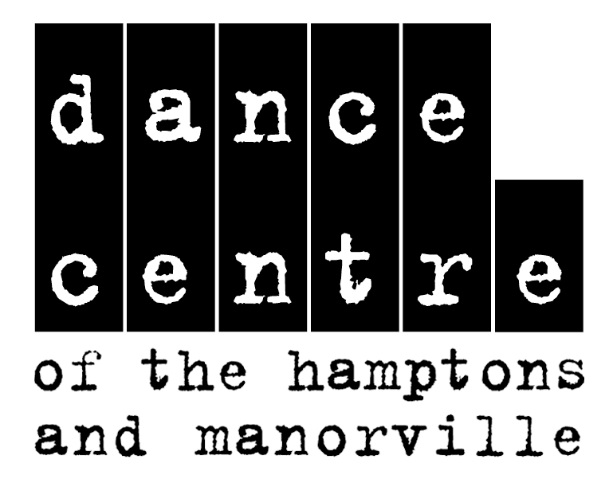 dance
centre
of the hamptons
and manorville